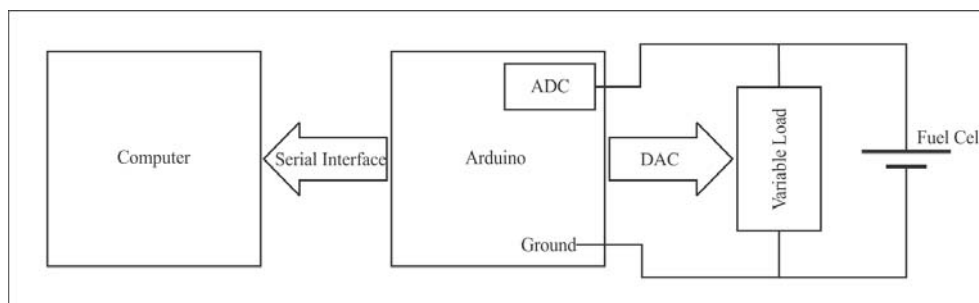 Computer
Serial Interface
Arduino
ADC
DAC
Ground
Variable Load
Fuel Cel